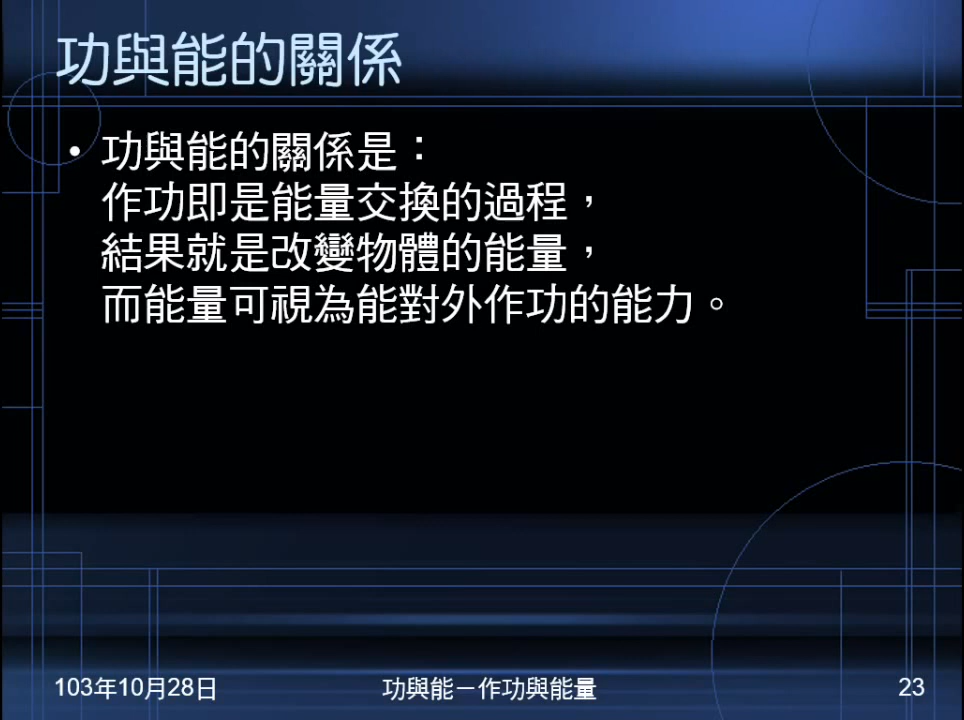 功與能的關係
• 功與能的關係是：
作功即是能量交換的過程，
結果就是改變物體的能量，
而能量可視為能對外作功的能力。
103年10月28日
功與能－作功與能量
23